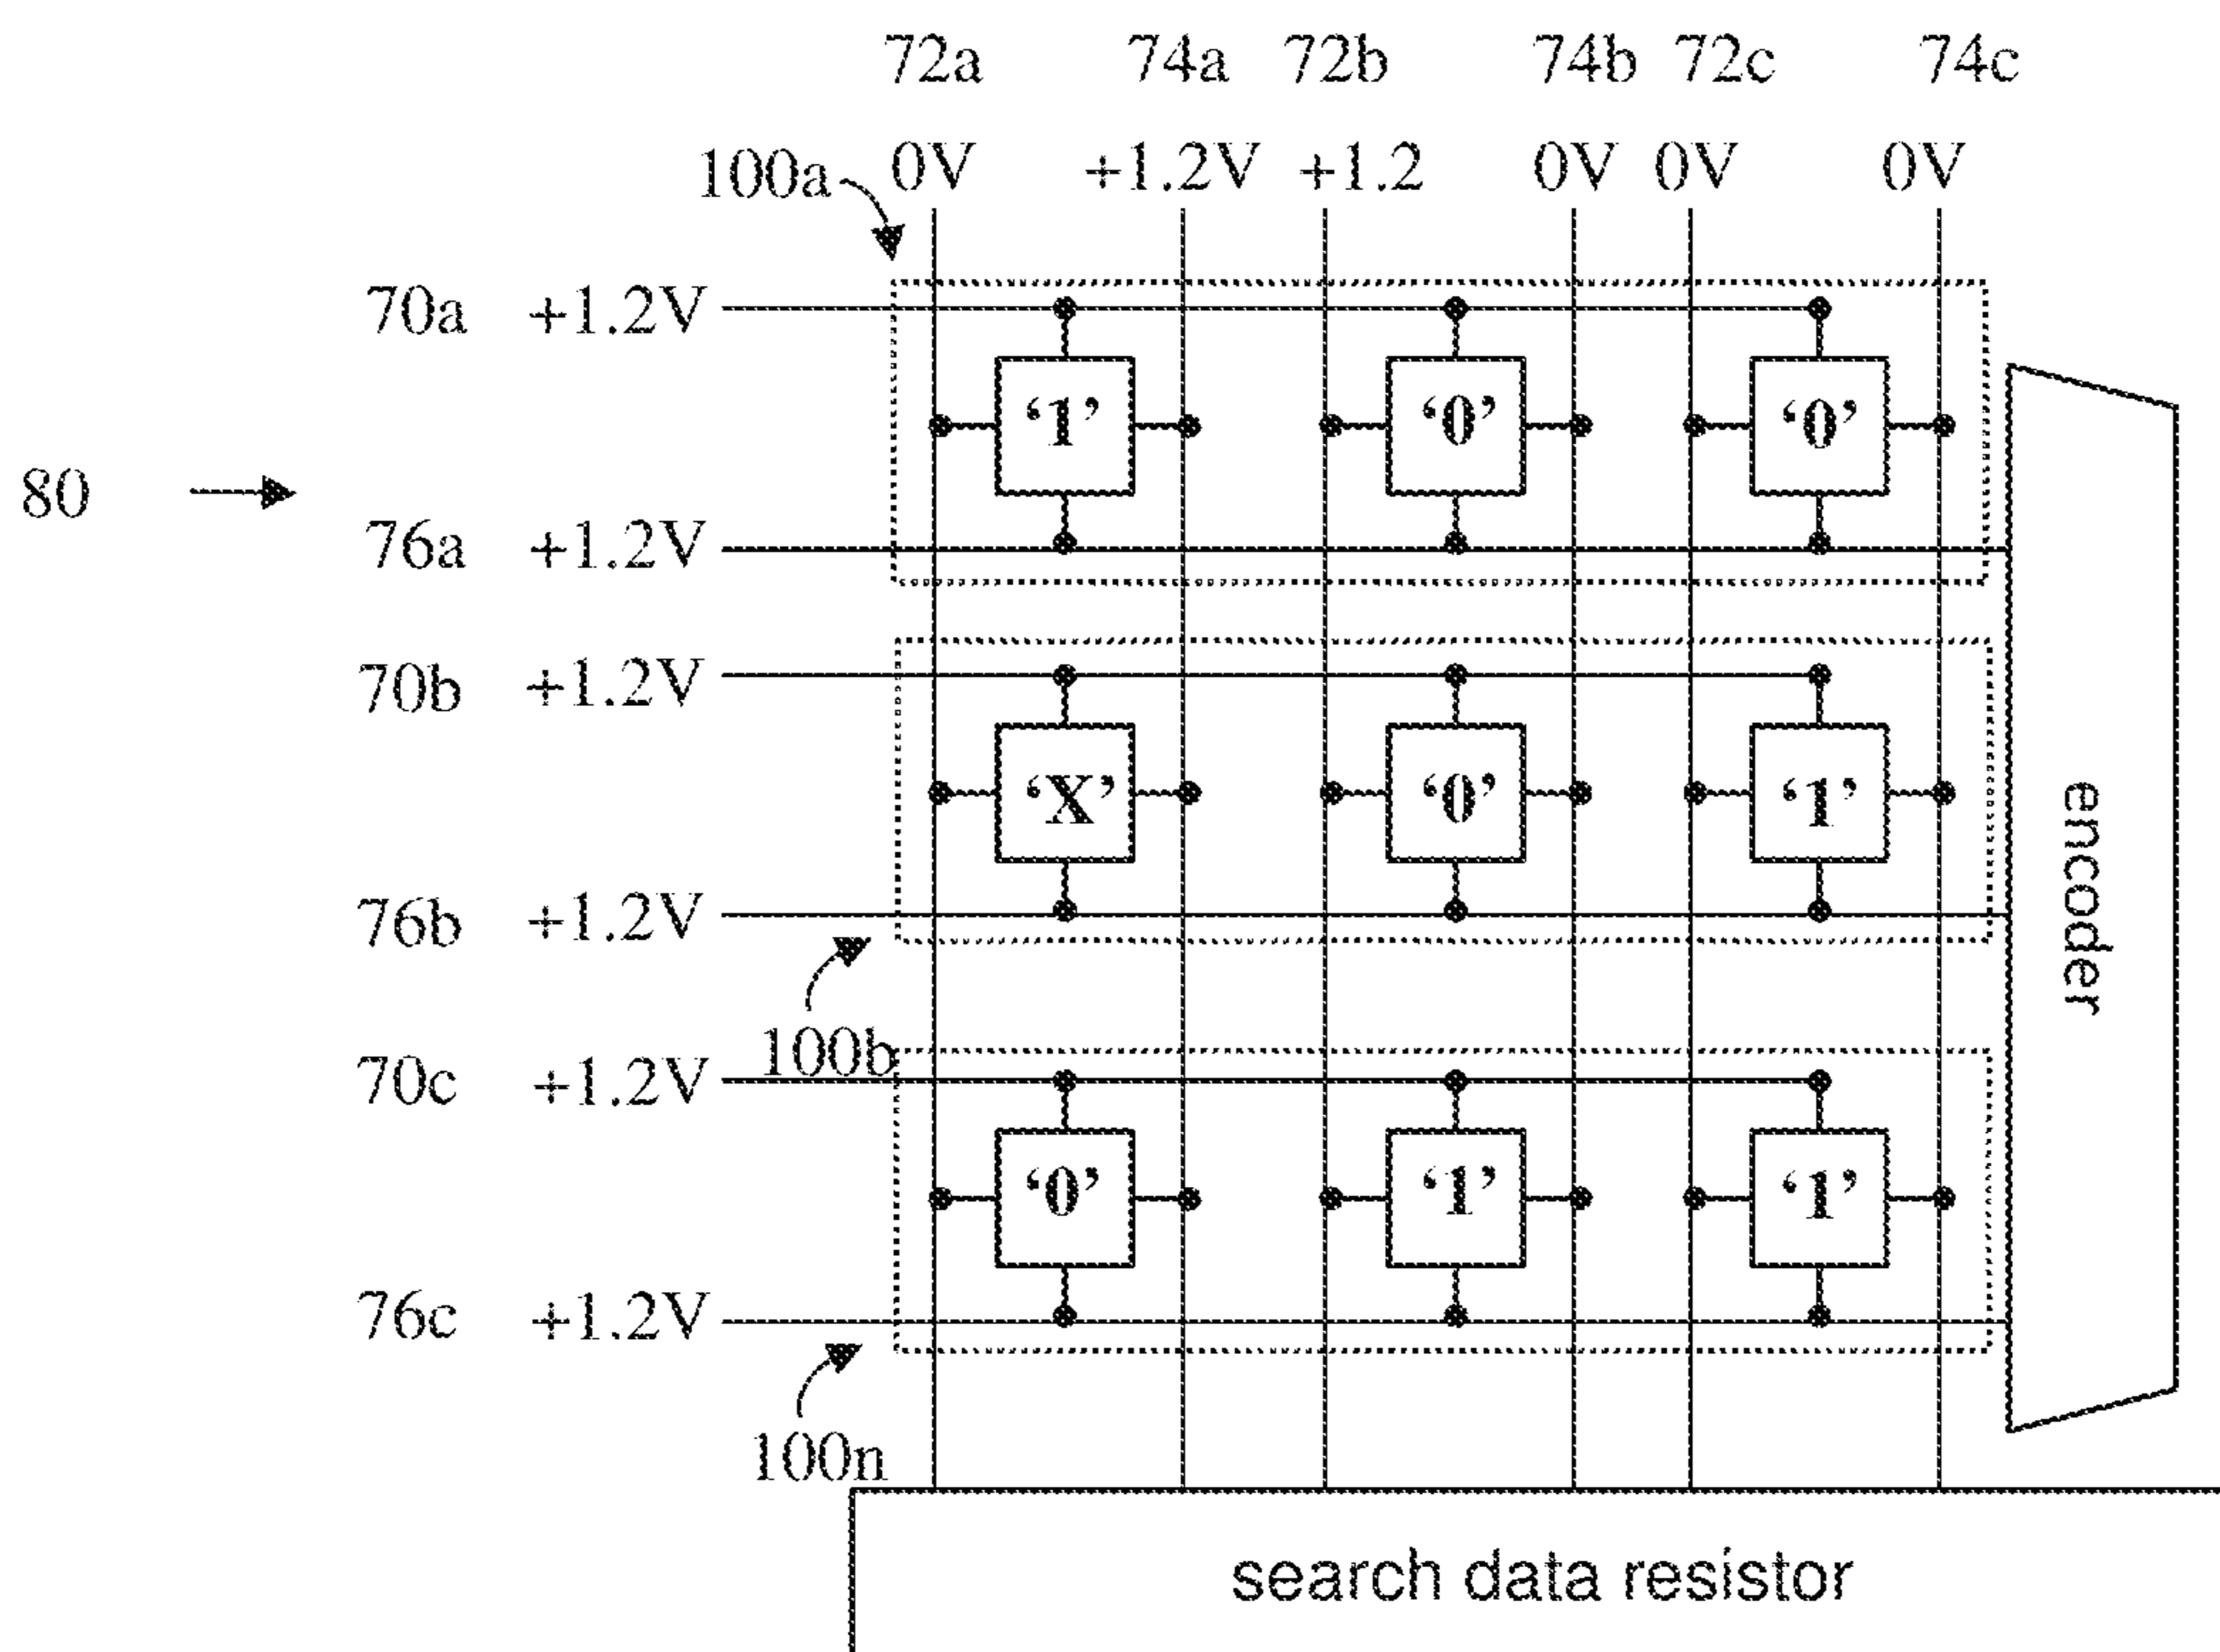 72a 74a 72b 74b 72c 74c
100a 0V +1.2V +1.2 0V 0V 0V
70a +1.2V
‘1’ ‘0’ ‘0’
80
76a +1.2V
70b +1.2V
‘X’ ‘0’ ‘1’
76b +1.2V
encoder
100b
70c +1.2V
‘0’ ‘1’ ‘1’
76c +1.2V
100n
search data resistor